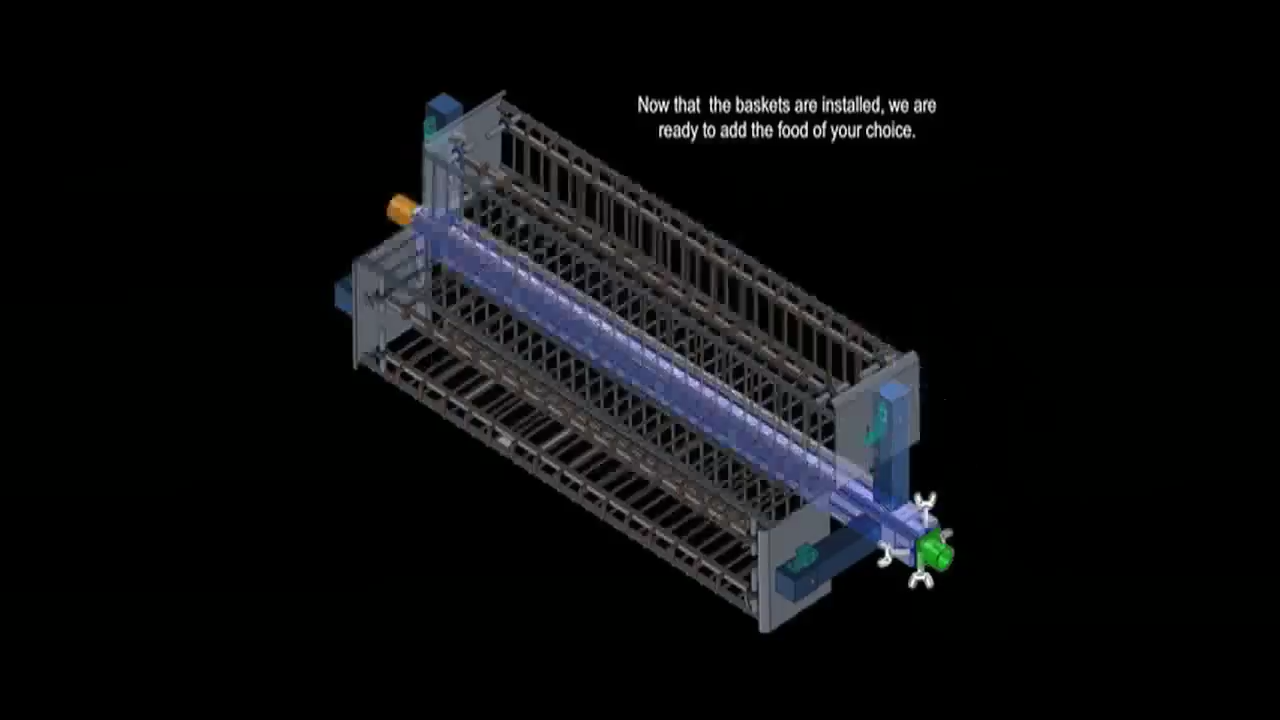 Now that  the baskets are installed, we are
ready to add the food of your choice.